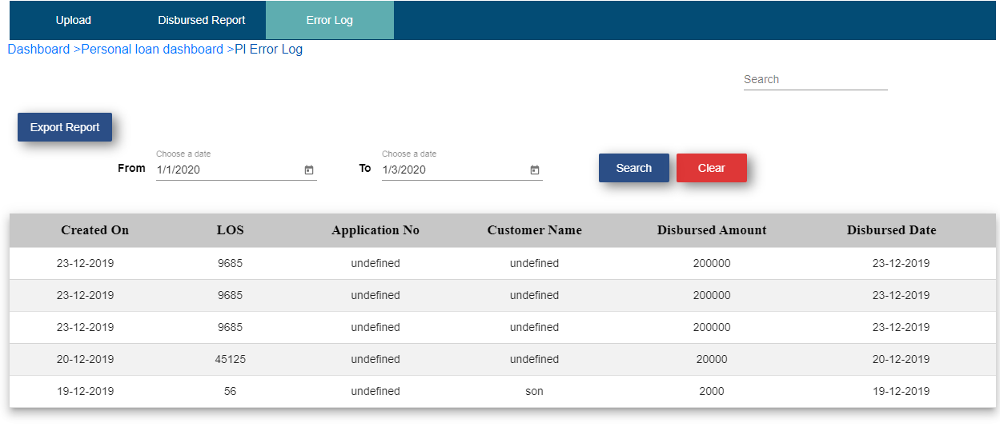 Upload Disbursed Report Error Log
Dashboard >Personal loan dashboard >Pl Error Log
Search
Export Report
Choose a date Choose a date
From 1/1/2020 To 1/3/2020 Search Clear
Created On LOS Application No Customer Name Disbursed Amount Disbursed Date
23-12-2019 9685 undefined undefined 200000 23-12-2019
23-12-2019 9685 undefined undefined 200000 23-12-2019
23-12-2019 9685 undefined undefined 200000 23-12-2019
20-12-2019 45125 undefined undefined 20000 20-12-2019
19-12-2019 56 undefined son 2000 19-12-2019